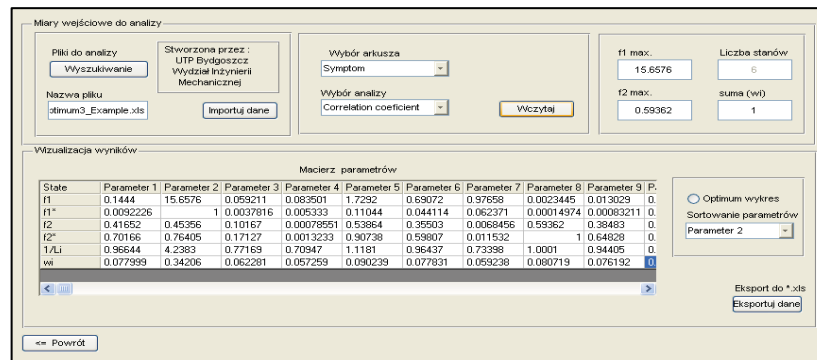 Miary wejściowe do analizy
Pliki do analizy
Wyszukiwanie
Stworzona przez :
UTP Bydgoszcz
Wydział Inżynierii
Mechanicznej
Nazwa pliku
otimum3_Example.xls
Importuj dane
Wybór arkusza
Symptom
Wybór analizy
Correlation coeficient
Wczytaj
f1 max.
Liczba stanów
15.6576
6
f2 max.
suma (wi)
0.59362
1
Wizualizacja wyników
Macierz parametrów
State Parameter 1 Parameter 2 Parameter 3 Parameter 4 Parameter 5 Parameter 6 Parameter 7 Parameter 8 Parameter 9 P
f1 0.1444 15.6576 0.059211 0.083501 1.7292 0.69072 0.97658 0.0023445 0.013029 0.
f1* 0.0092226 1 0.0037816 0.005333 0.11044 0.044114 0.062371 0.00014974 0.00083211 0.
f2 0.41652 0.45356 0.10167 0.00078551 0.53864 0.35503 0.0068456 0.59362 0.38483 0.
f2* 0.70166 0.76405 0.17127 0.0013233 0.90738 0.59807 0.011532 1 0.64828 0.
1/Li 0.96644 4.2383 0.77169 0.70947 1.1181 0.96437 0.73398 1.0001 0.94405 0.
wi 0.077999 0.34206 0.062281 0.057259 0.090239 0.077831 0.059238 0.080719 0.076192 0.
Optimum wykres
Sortowanie parametrów
Parameter 2
Eksport do *.xls
Eksportuj dane
<= Powrót